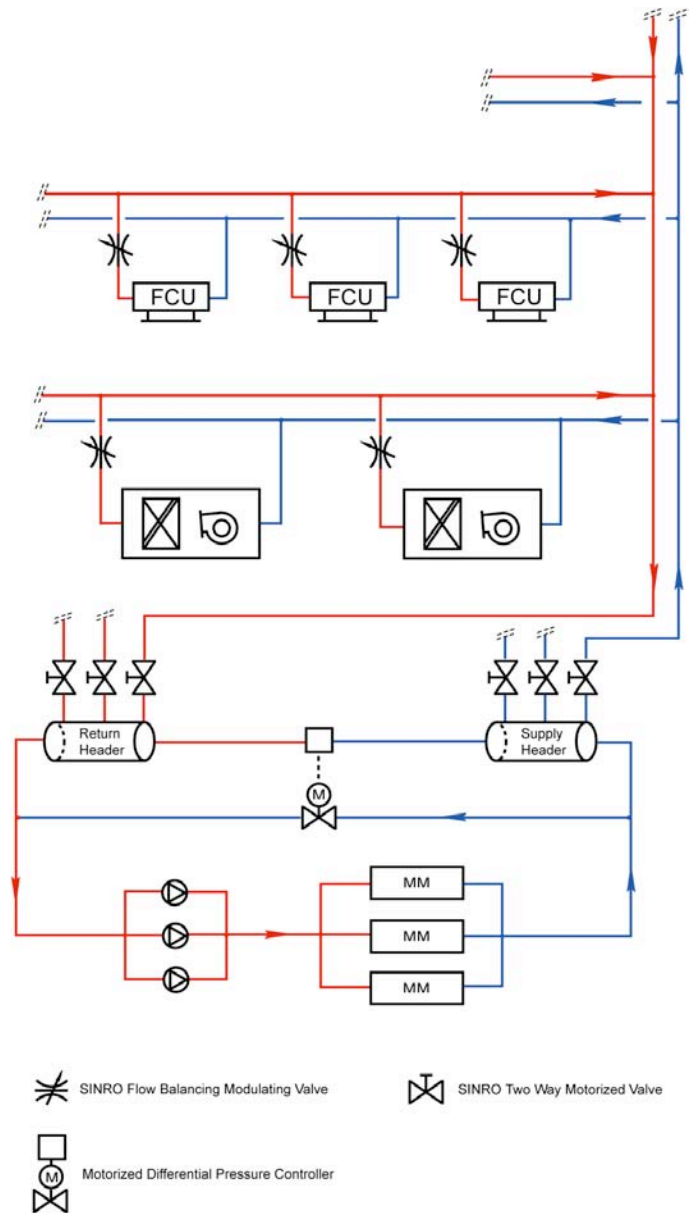 FCU
FCU
FCU
Return
Header
Supply
Header
M
MM
MM
MM
SINRO Flow Balancing Modulating Valve
SINRO Two Way Motorized Valve
M
Motorized Differential Pressure Controller